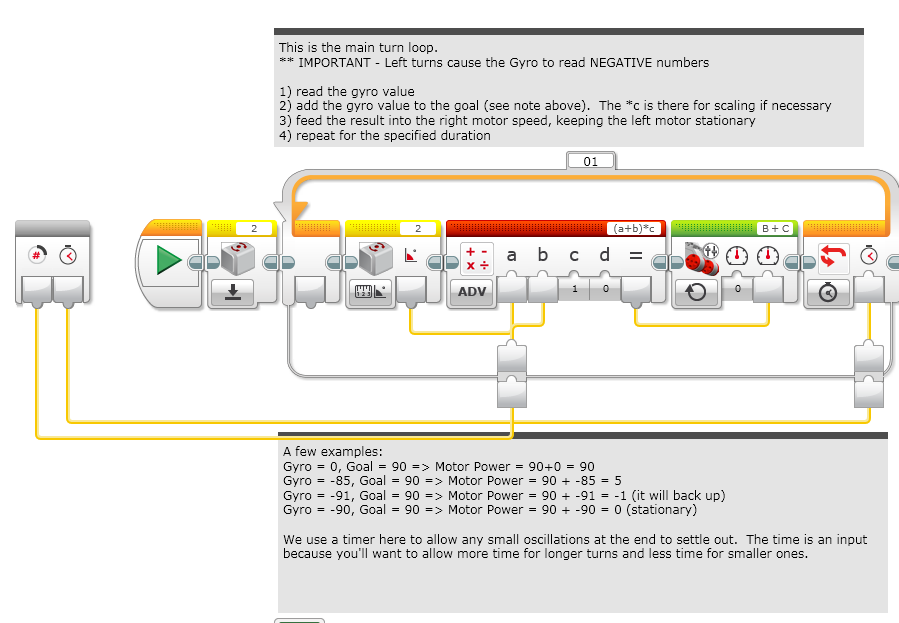 This is the main turn loop.
** IMPORTANT - Left turns cause the Gyro to read NEGATIVE numbers
1) read the gyro value
2) add the gyro value to the goal (see note above).  The *c is there for scaling if necessary
3) feed the result into the right motor speed, keeping the left motor stationary
4) repeat for the specified duration
01
2
2
(a+b)*c
B + C
#
+ -
x ÷
a b c d =
ADV
1 0
0
123
A few examples:
Gyro = 0, Goal = 90 => Motor Power = 90+0 = 90
Gyro = -85, Goal = 90 => Motor Power = 90 + -85 = 5
Gyro = -91, Goal = 90 => Motor Power = 90 + -91 = -1 (it will back up)
Gyro = -90, Goal = 90 => Motor Power = 90 + -90 = 0 (stationary)
We use a timer here to allow any small oscillations at the end to settle out.  The time is an input
because you'll want to allow more time for longer turns and less time for smaller ones.